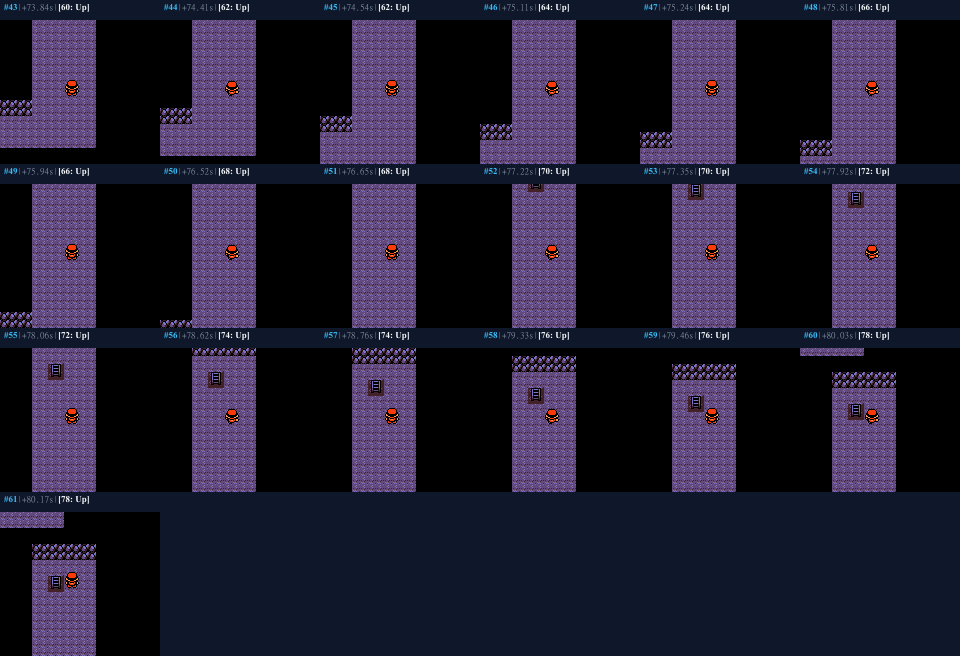 #43|+73.84s|[60: Up]
#44|+74.41s|[62: Up]
#45|+74.54s|[62: Up]
#46|+75.11s|[64: Up]
#47|+75.24s|[64: Up]
#48|+75.81s|[66: Up]
#49|+75.94s|[66: Up]
#50|+76.52s|[68: Up]
#51|+76.65s|[68: Up]
#52|+77.22s|[70: Up]
#53|+77.35s|[70: Up]
#54|+77.92s|[72: Up]
#55|+78.06s|[72: Up]
#56|+78.62s|[74: Up]
#57|+78.76s|[74: Up]
#58|+79.33s|[76: Up]
#59|+79.46s|[76: Up]
#60|+80.03s|[78: Up]
#61|+80.17s|[78: Up]